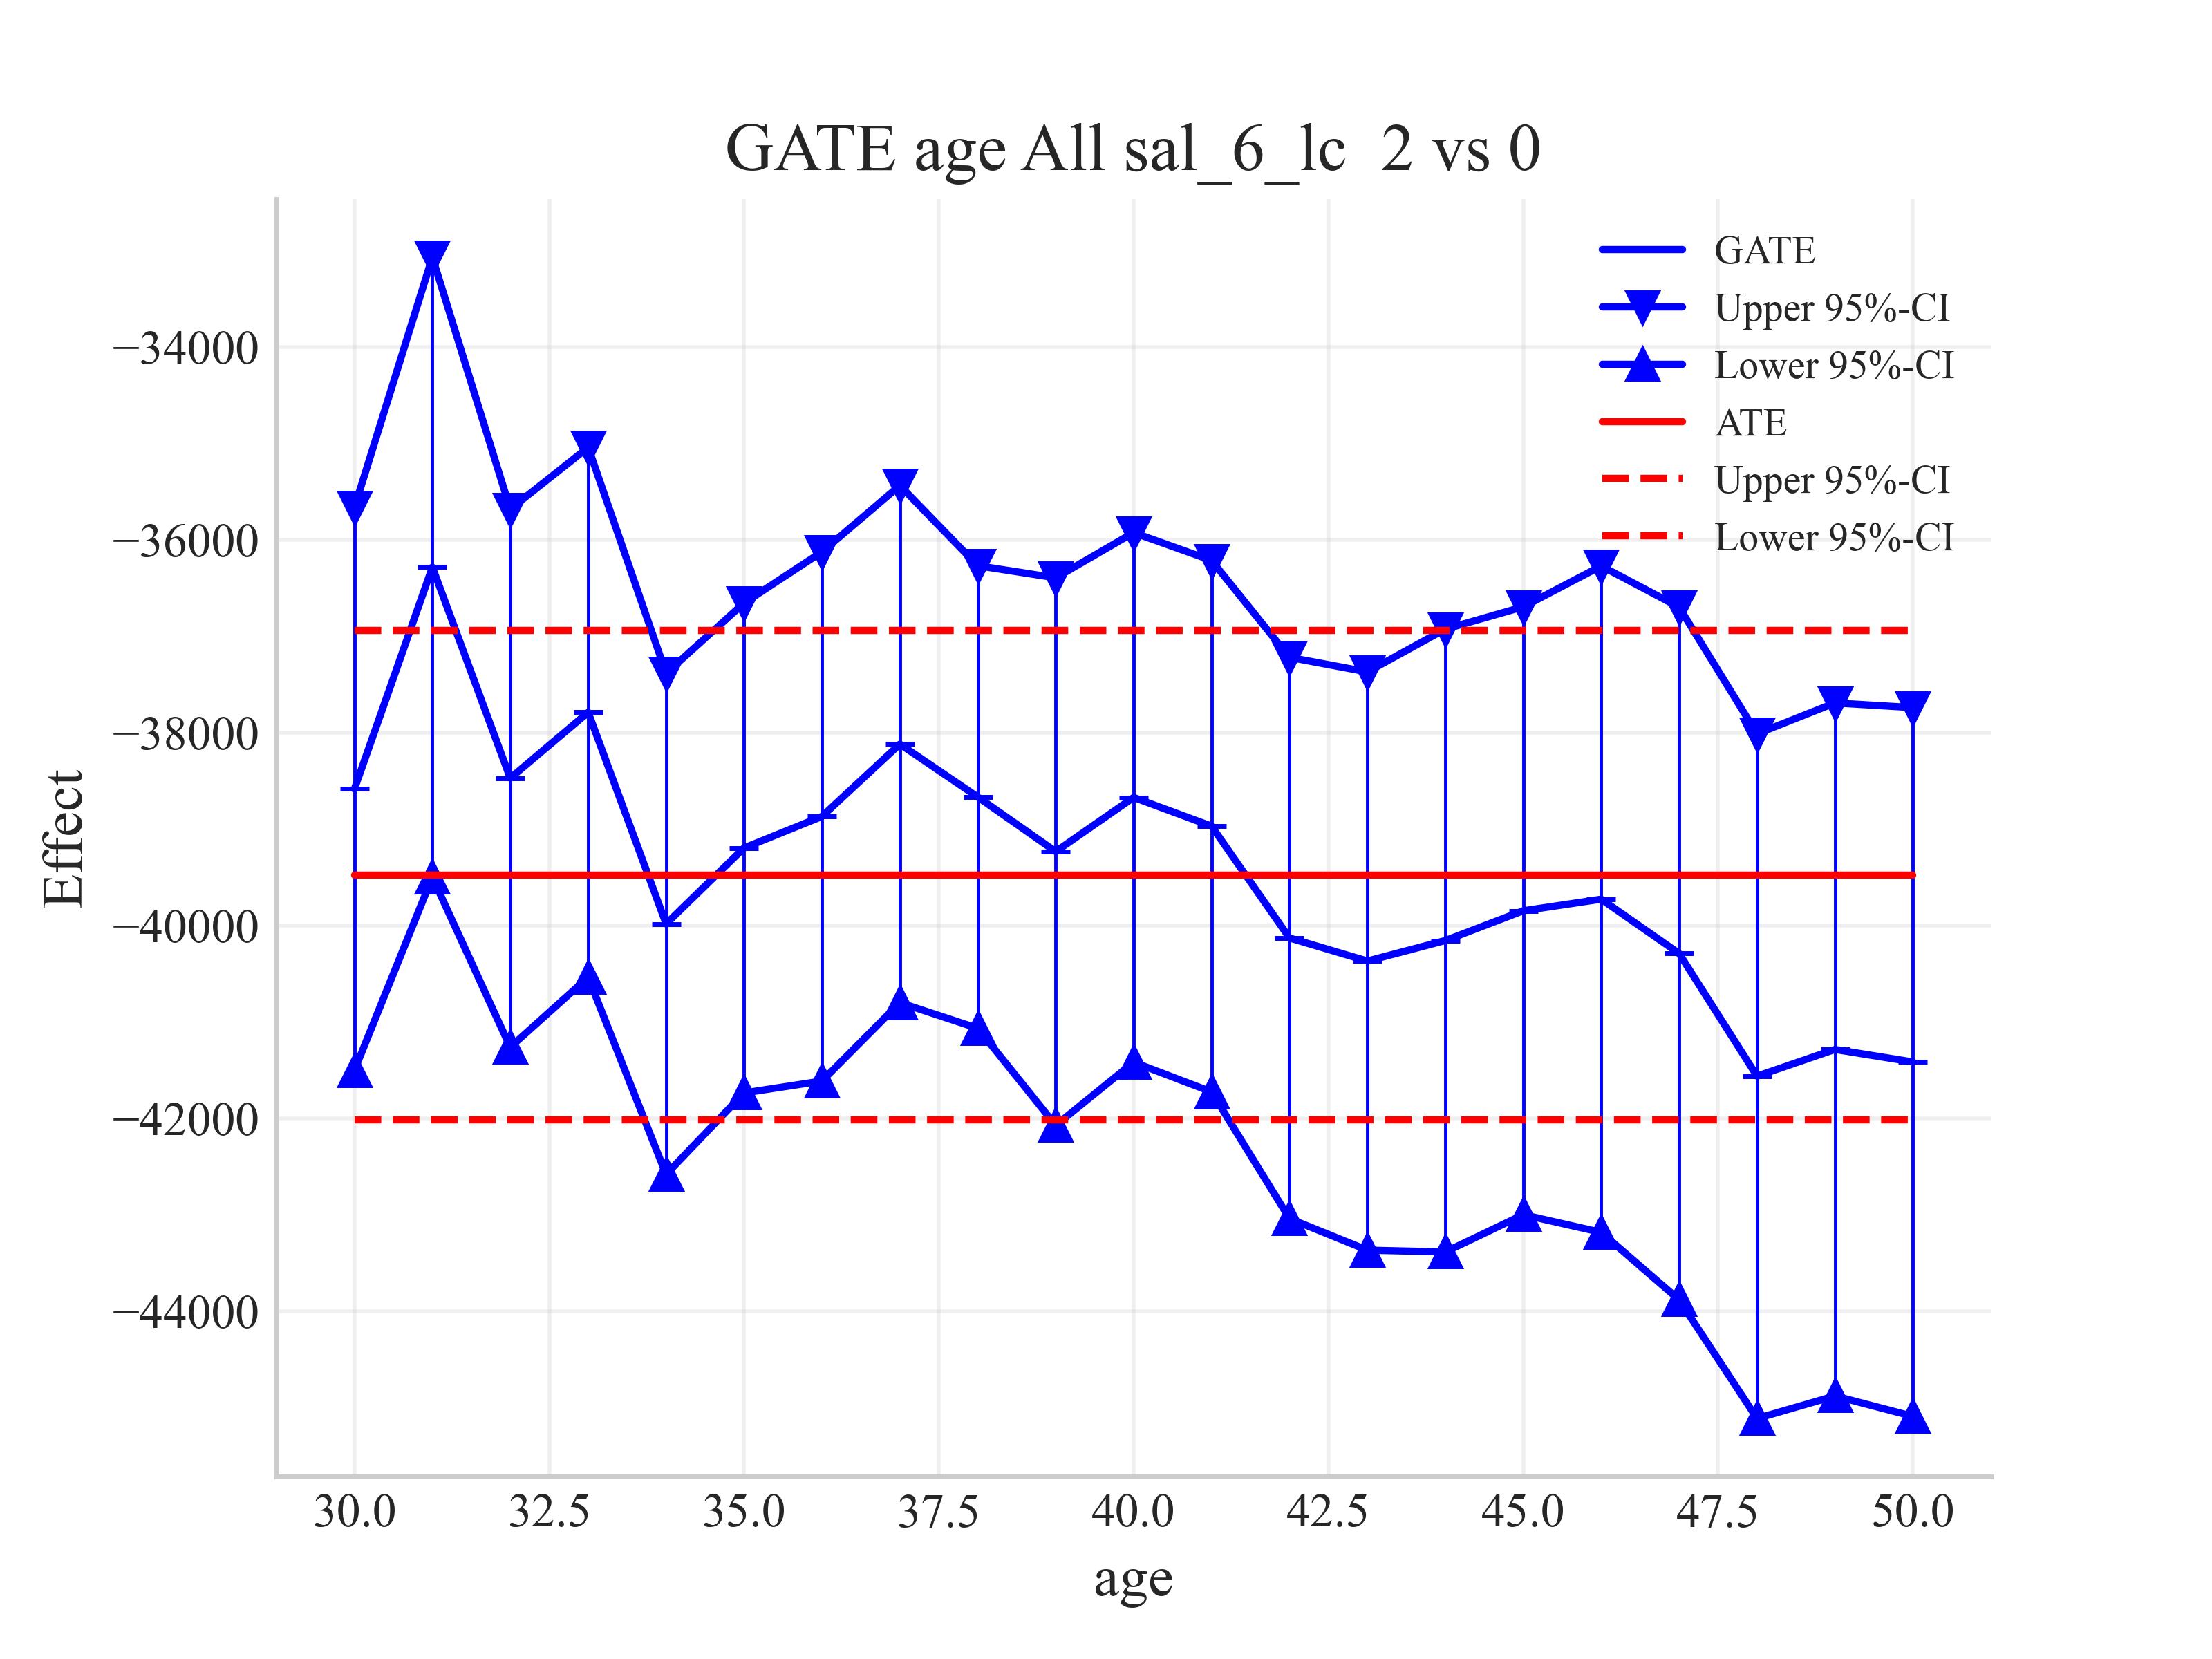 GATE age All sal_6_lc  2 vs 0
GATE
Upper 95%-CI
Lower 95%-CI
ATE
Upper 95%-CI
Lower 95%-CI
Effect
−34000
−36000
−38000
−40000
−42000
−44000
30.0 32.5 35.0 37.5 40.0 42.5 45.0 47.5 50.0
age